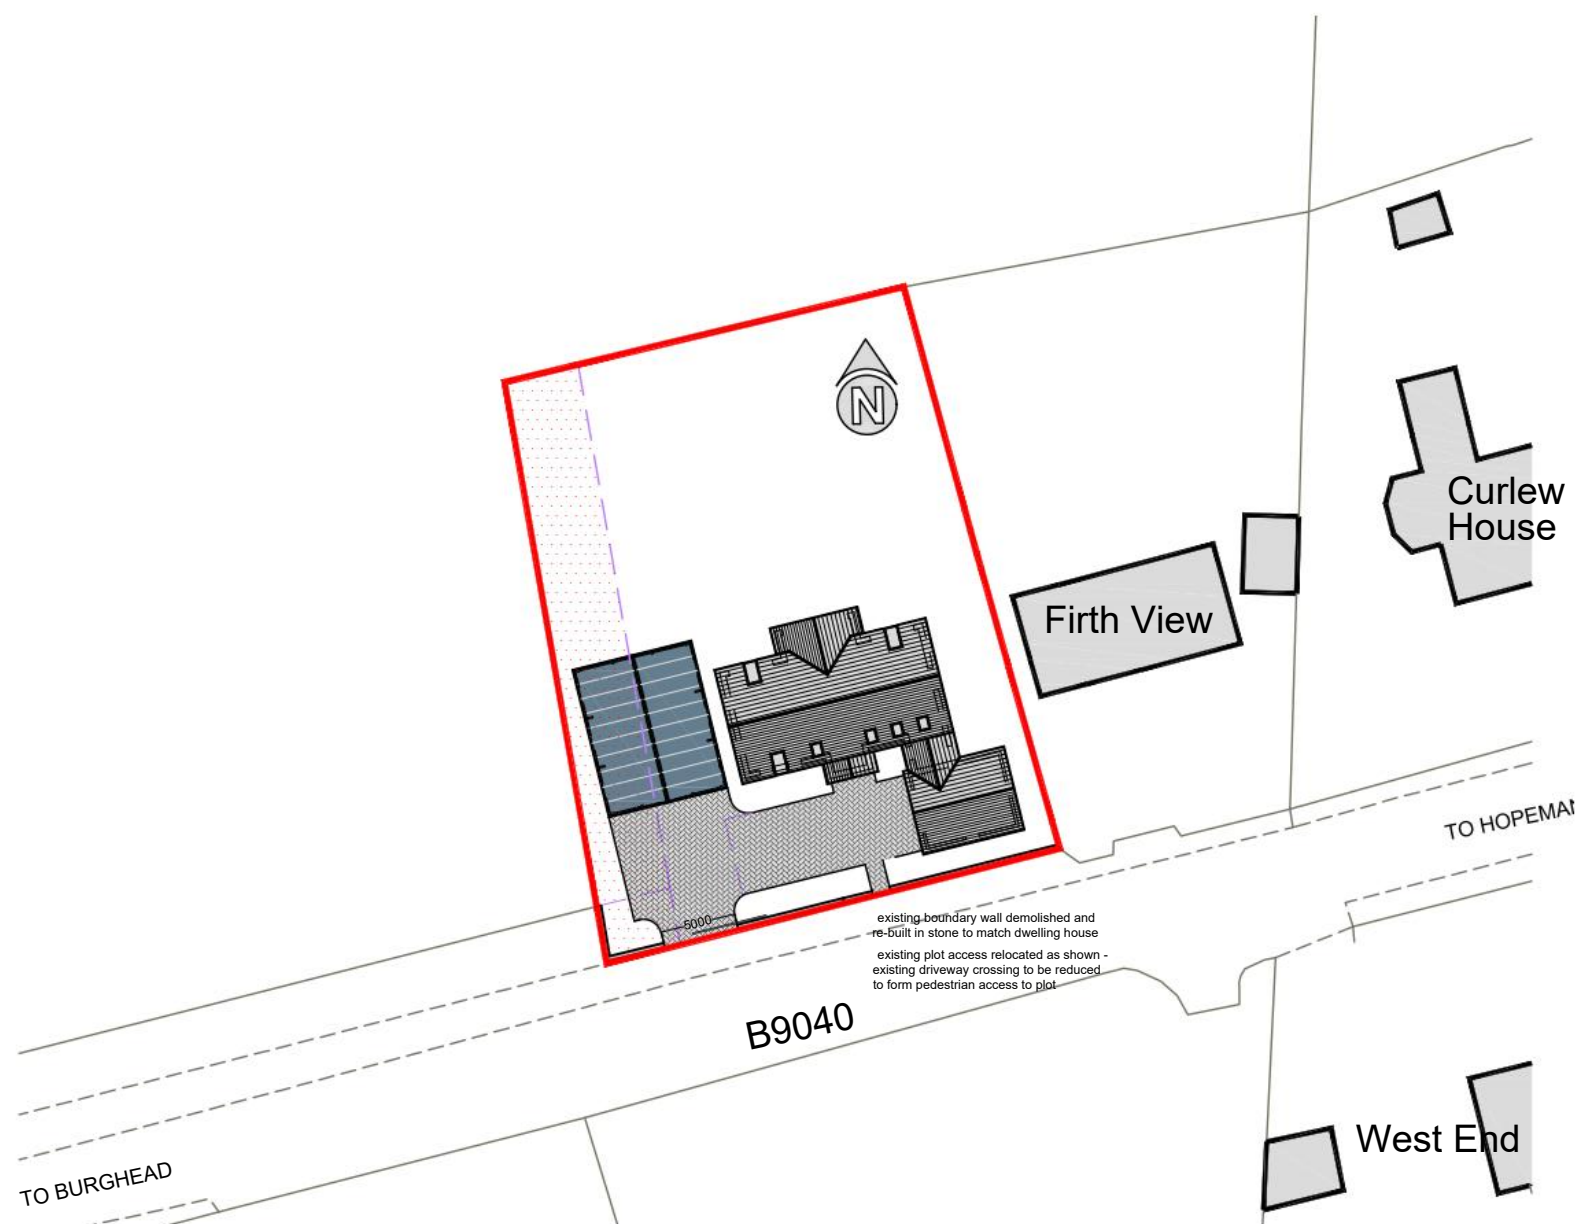 N
Curlew
House
Firth View
5000
existing boundary wall demolished and
re-built in stone to match dwelling house
existing plot access relocated as shown -
existing driveway crossing to be reduced
to form pedestrian access to plot
TO HOPEMAN
B9040
West End
TO BURGHEAD